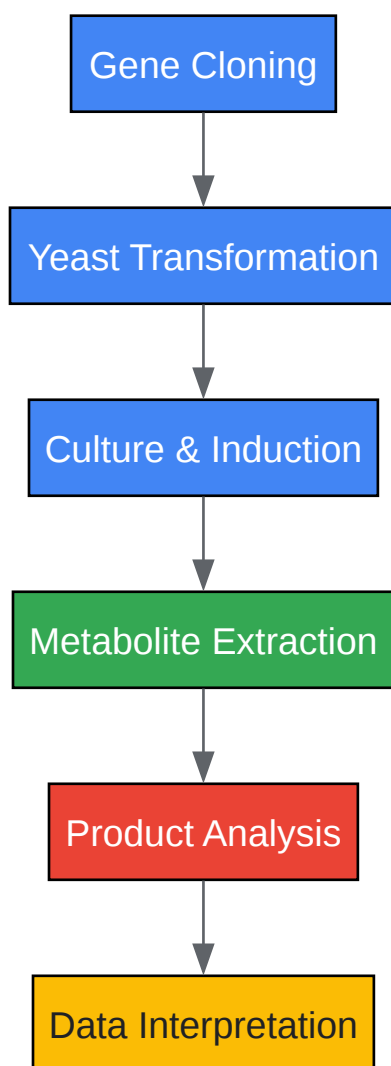 Gene Cloning
Yeast Transformation
Culture & Induction
Metabolite Extraction
Product Analysis
Data Interpretation